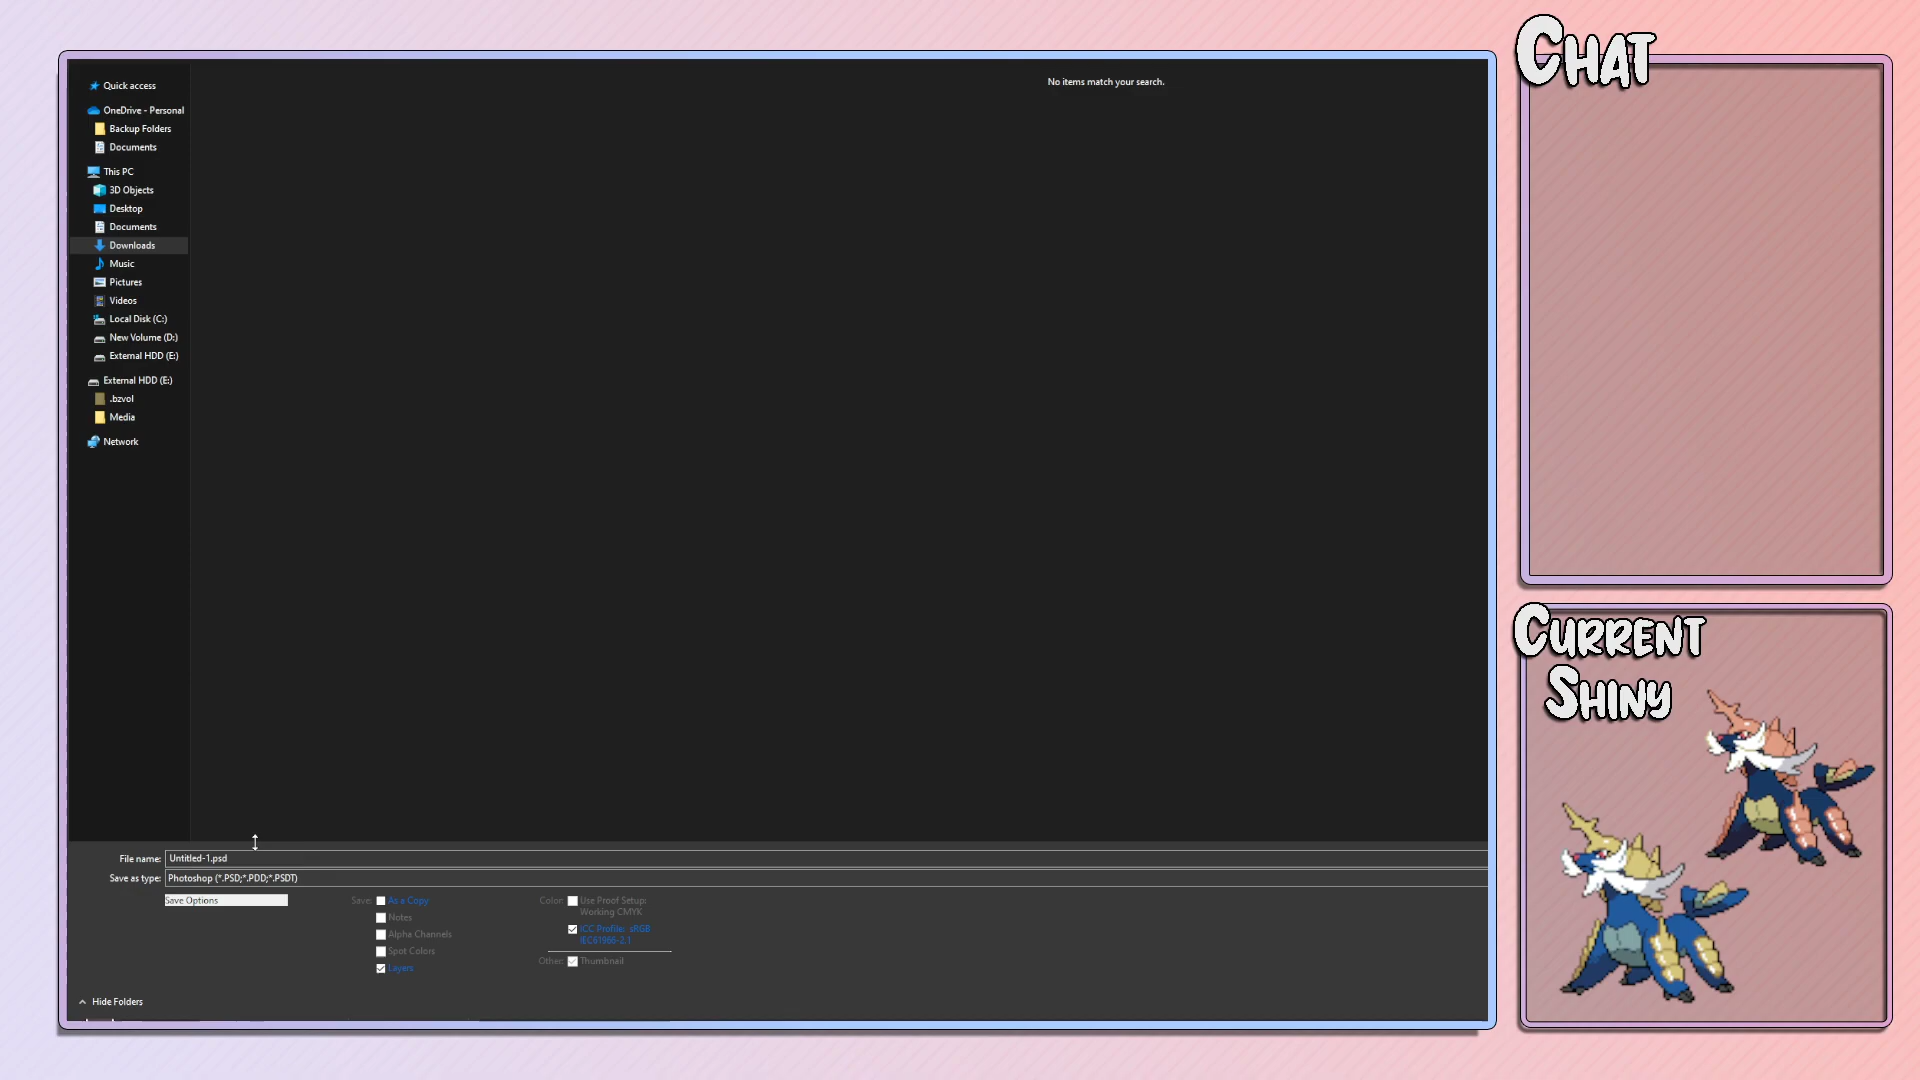 Chat
Quick access
No items match your search.
OneDrive - Personal
Backup Folders
Documents
This PC
3D Objects
Desktop
Documents
Downloads
Music
Pictures
Videos
Local Disk (C:)
New Volume (D:)
External HDD (E:)
External HDD (E:)
.bzvol
Media
Network
Current
Shiny
File name: Untitled-1.psd
Save as type: Photoshop (*.PSD;*.PDD;*.PSDT)
Save Options
Save: As a Copy
Notes
Alpha Channels
Spot Colors
Layers
Color: Use Proof Setup:
Working CMYK
ICC Profile: sRGB
IEC61966-2.1
Other: Thumbnail
Hide Folders